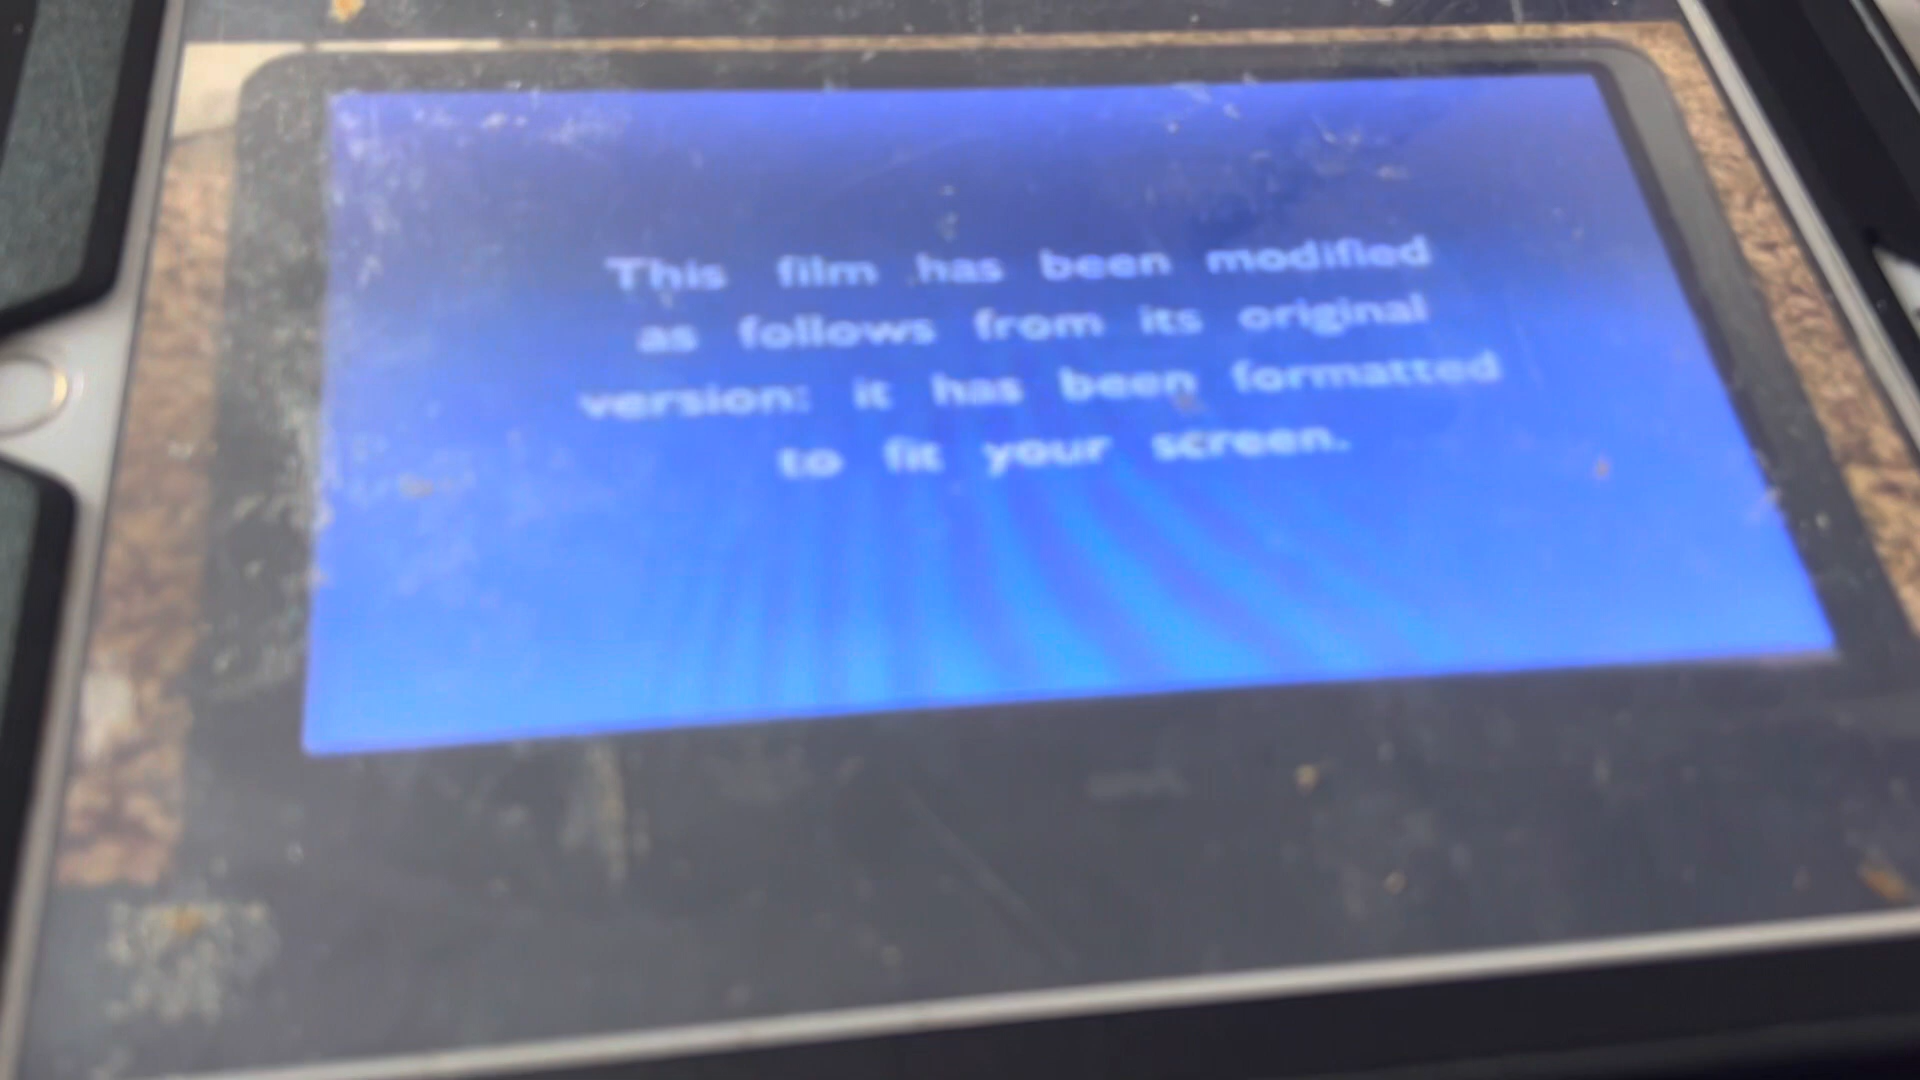 This film has been modified
as follows from its original
version: it has been formatted
to fit your screen.